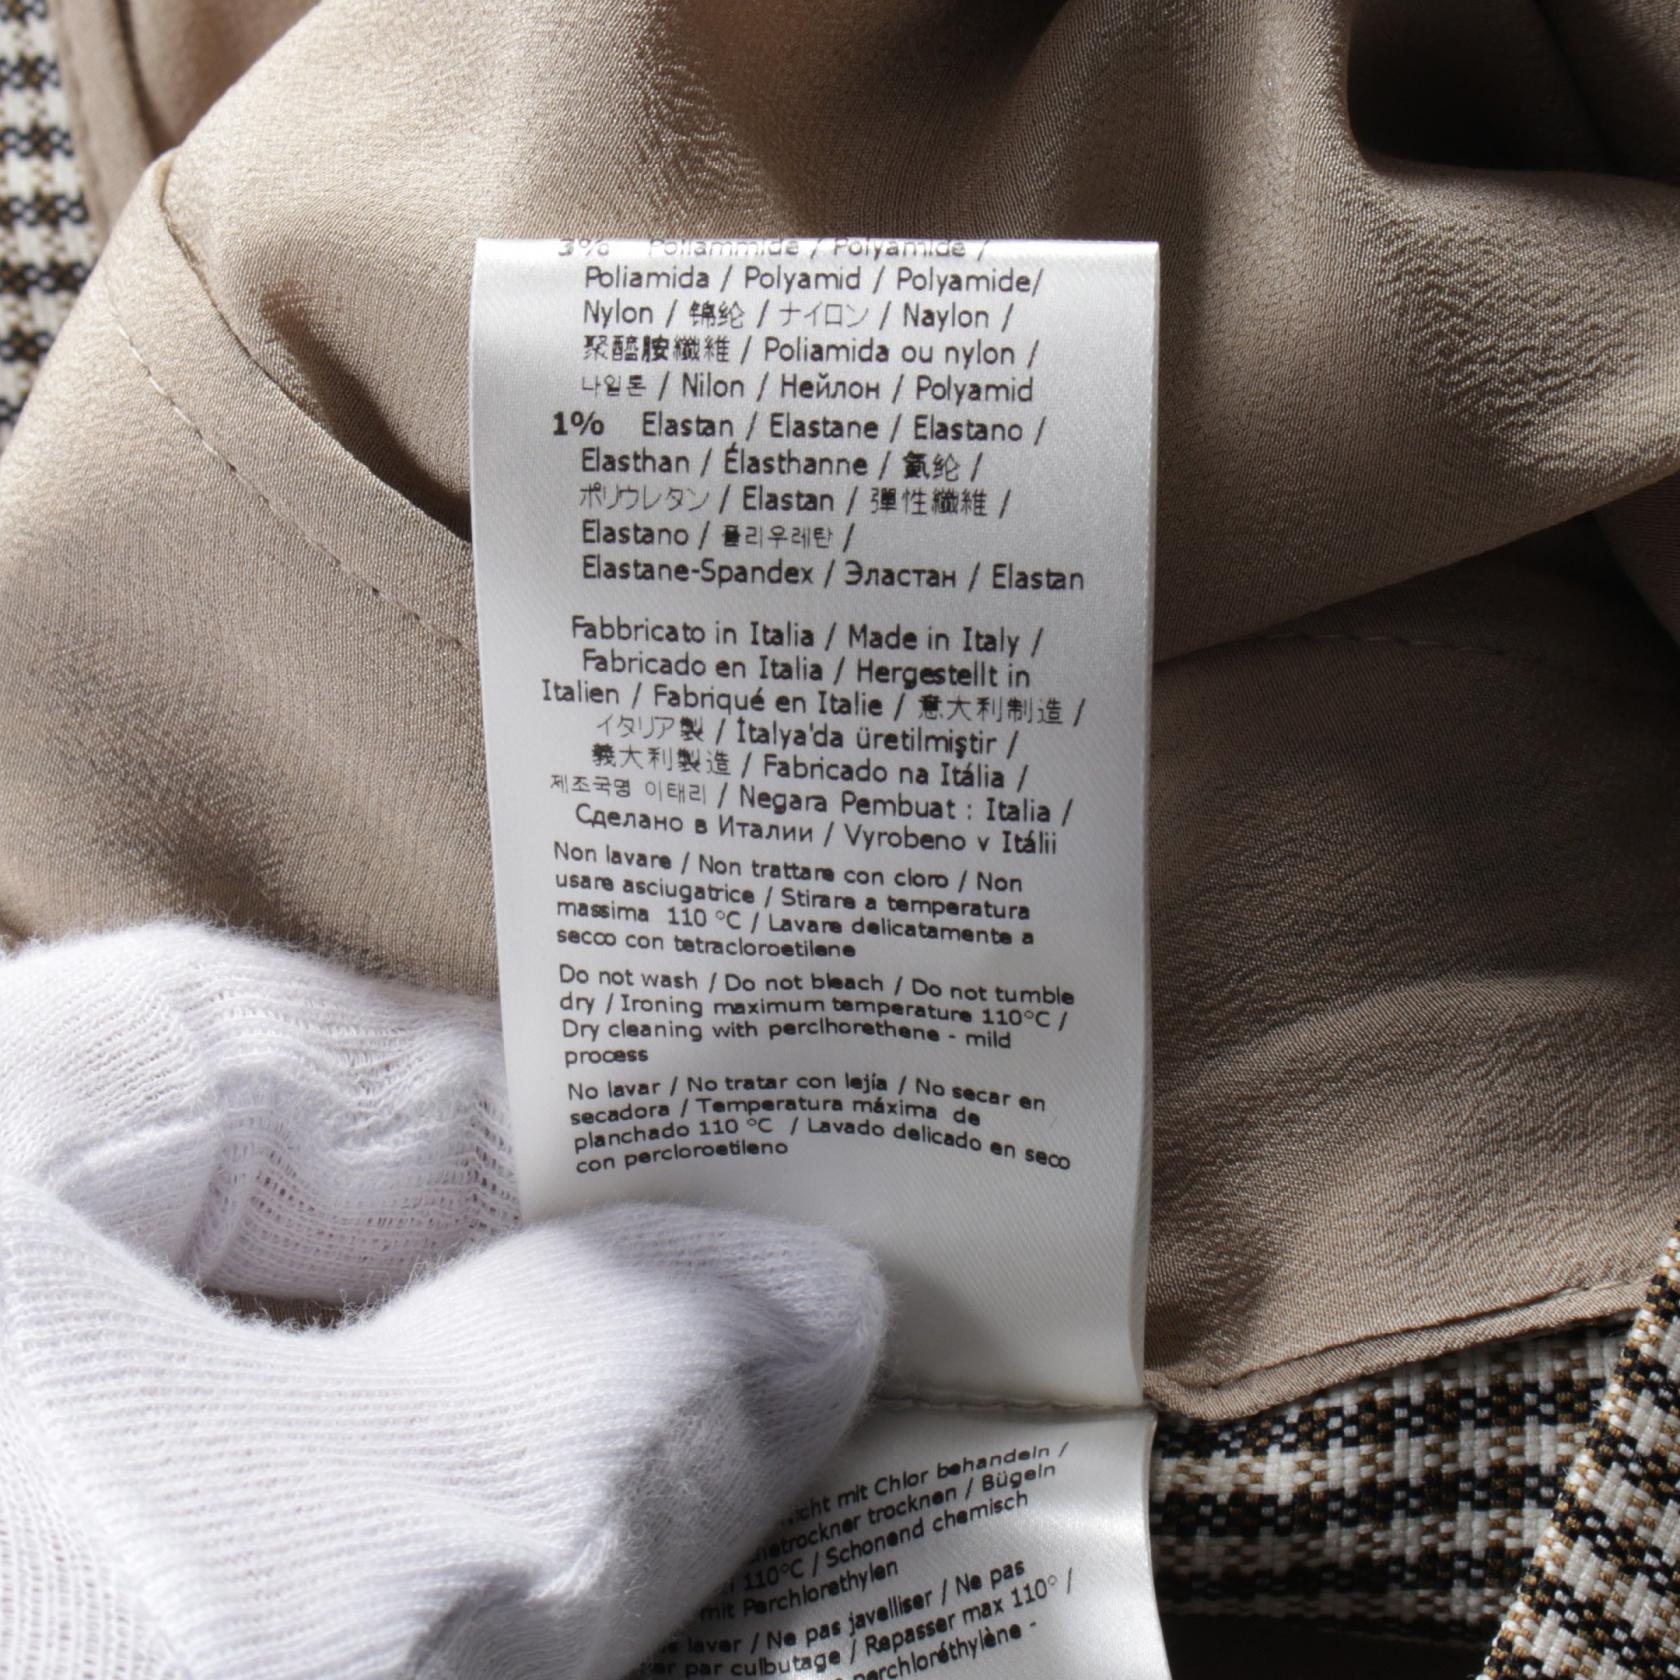 3% Poliammide / Polyamide /
Poliamida / Polyamid / Polyamide/
Nylon / 锦纶 / ナイロン / Naylon /
聚醯胺纖維 / Poliamida ou nylon /
나일론 / Nilon / Нейлон / Polyamid
1% Elastan / Elastane / Elastano /
Elasthan / Élasthanne / 氨纶 /
ポリウレタン / Elastan / 彈性纖維 /
Elastano / 폴리우레탄 /
Elastane-Spandex / Эластан / Elastan
Fabbricato in Italia / Made in Italy /
Fabricado en Italia / Hergestellt in
Italien / Fabriqué en Italie / 意大利制造 /
イタリア製 / İtalya'da üretilmiştir /
義大利製造 / Fabricado na Itália /
제조국명 이태리 / Negara Pembuat : Italia /
Сделано в Италии / Vyrobeno v Itálii
Non lavare / Non trattare con cloro / Non
usare asciugatrice / Stirare a temperatura
massima 110 °C / Lavare delicatamente a
secco con tetracloroetilene
Do not wash / Do not bleach / Do not tumble
dry / Ironing maximum temperature 110°C /
Dry cleaning with perclhorethene - mild
process
No lavar / No tratar con lejía / No secar en
secadora / Temperatura máxima de
planchado 110 °C / Lavado delicado en seco
con percloroetileno
mit Chlor behandeln /
trocknen / Bügeln
110°C / Schonend chemisch
mit Perchlorethylen
laver / Ne pas javelliser / Ne pas
par culbutage / Repasser max 110° /
perchloréthylène -